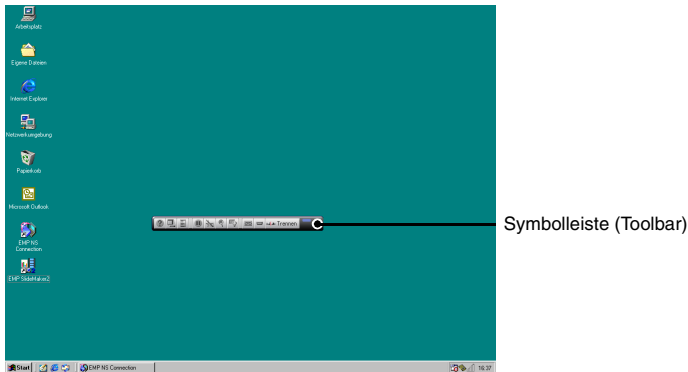 Arbeitsplatz
Eigene Dateien
Internet Explorer
Netzwerkumgebung
Papierkorb
Microsoft Outlook
EMP NS
Connection
EMP SlideMaker2
Trennen
Symbolleiste (Toolbar)
Start
EMP NS Connection
16:37